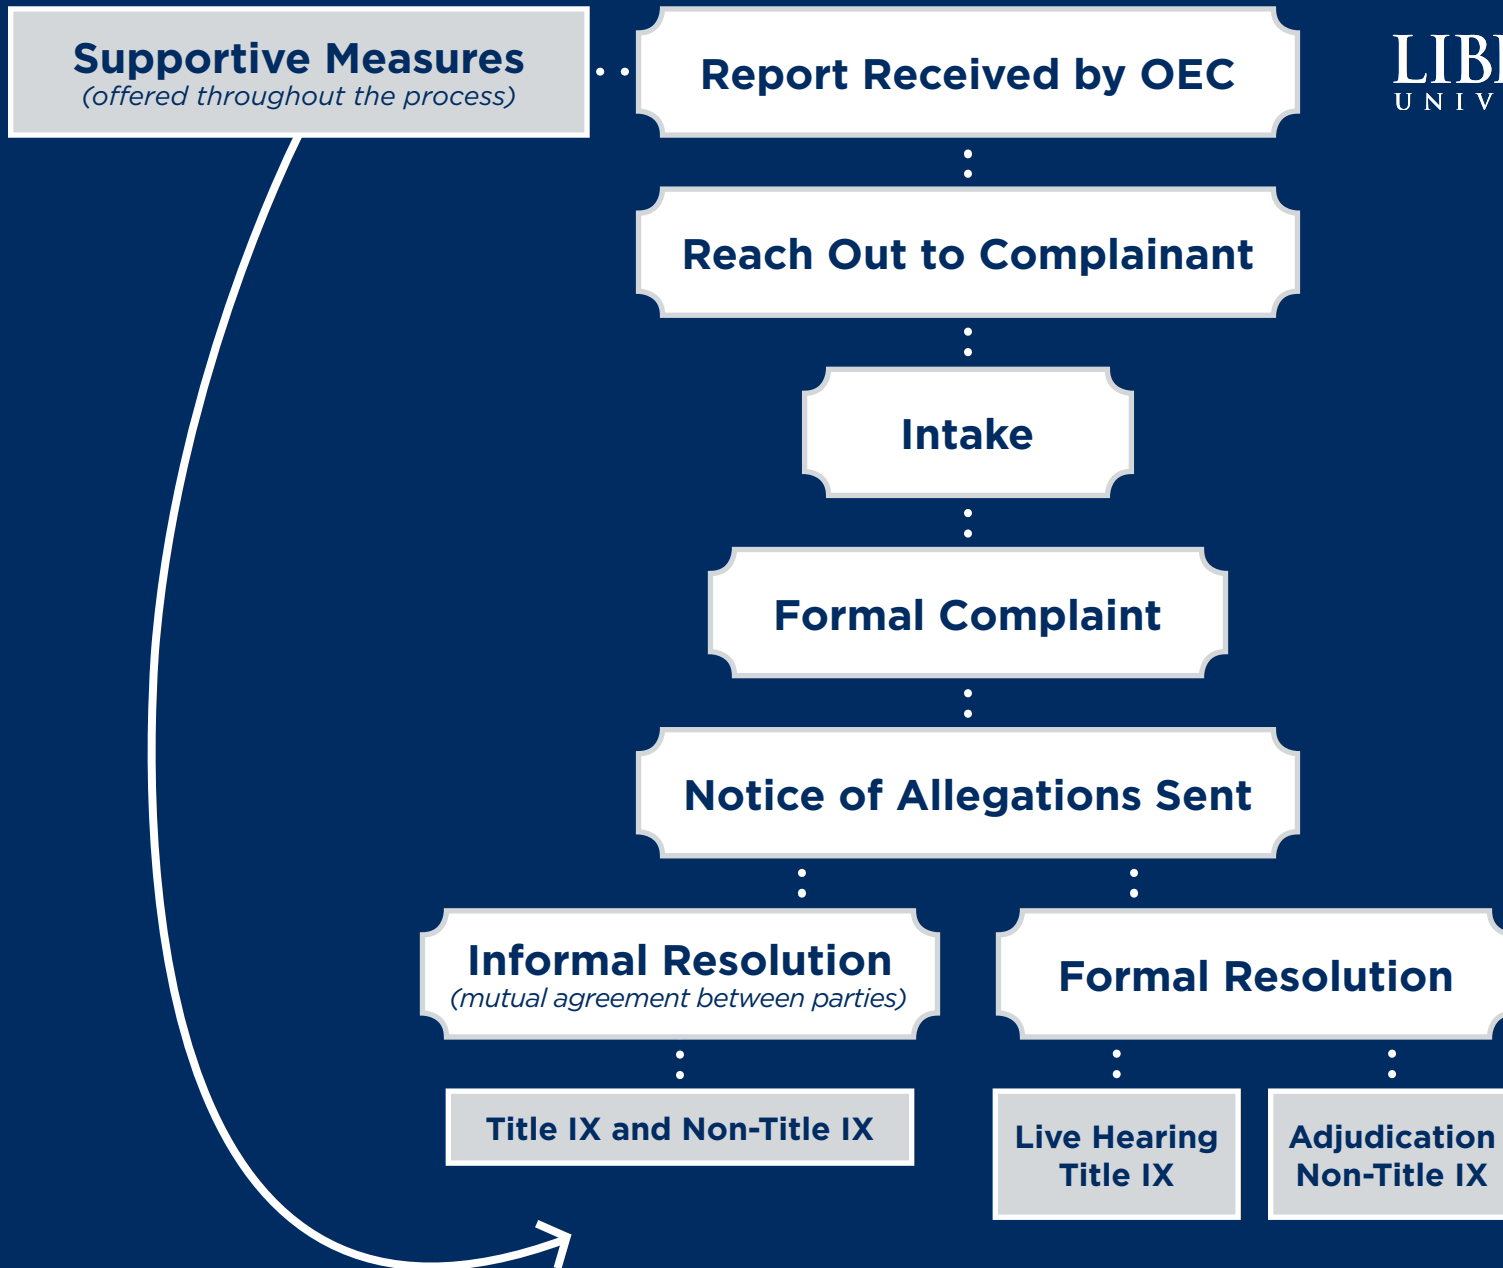 Supportive Measures
(offered throughout the process)
Report Received by OEC
Reach Out to Complainant
Intake
Formal Complaint
Notice of Allegations Sent
Informal Resolution
(mutual agreement between parties)
Formal Resolution
Title IX and Non-Title IX
Live Hearing
Title IX
Adjudication
Non-Title IX